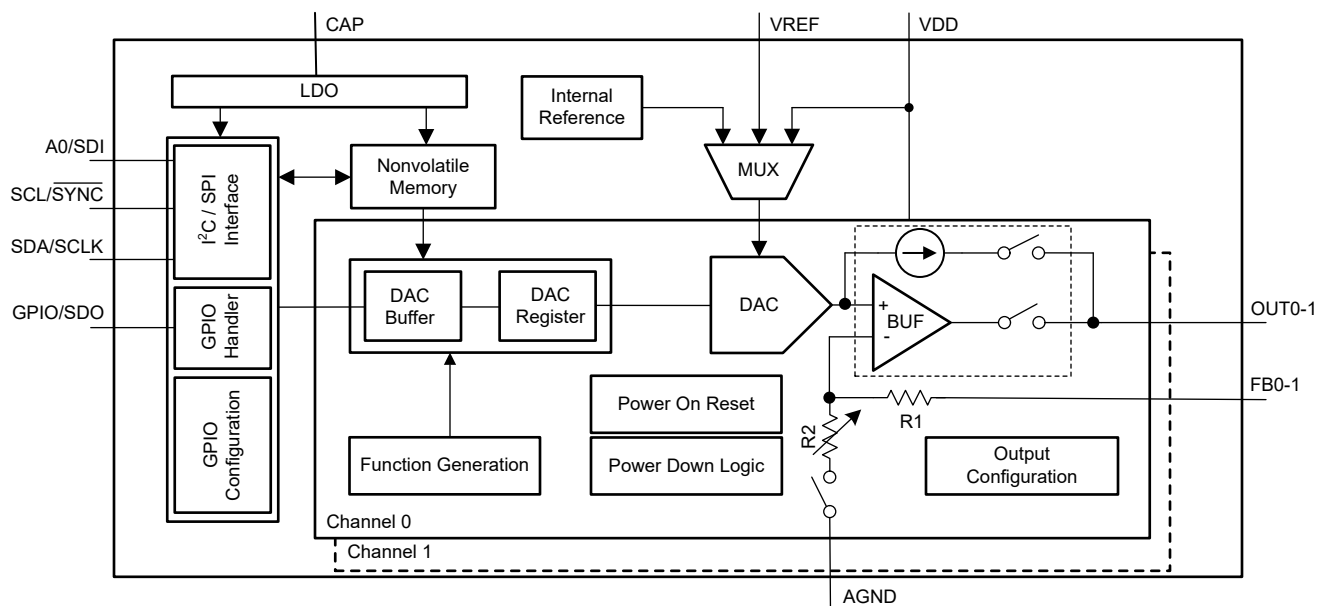 CAP
VREF
VDD
LDO
Internal
Reference
A0/SDI
SCL/SYNC
SDA/SCLK
GPIO/SDO
I²C / SPI
Interface
GPIO
Handler
GPIO
Configuration
Nonvolatile
Memory
MUX
DAC
Buffer
DAC
Register
DAC
+
BUF
-
OUT0-1
FB0-1
R1
R2
Power On Reset
Function Generation
Power Down Logic
Output
Configuration
Channel 0
Channel 1
AGND